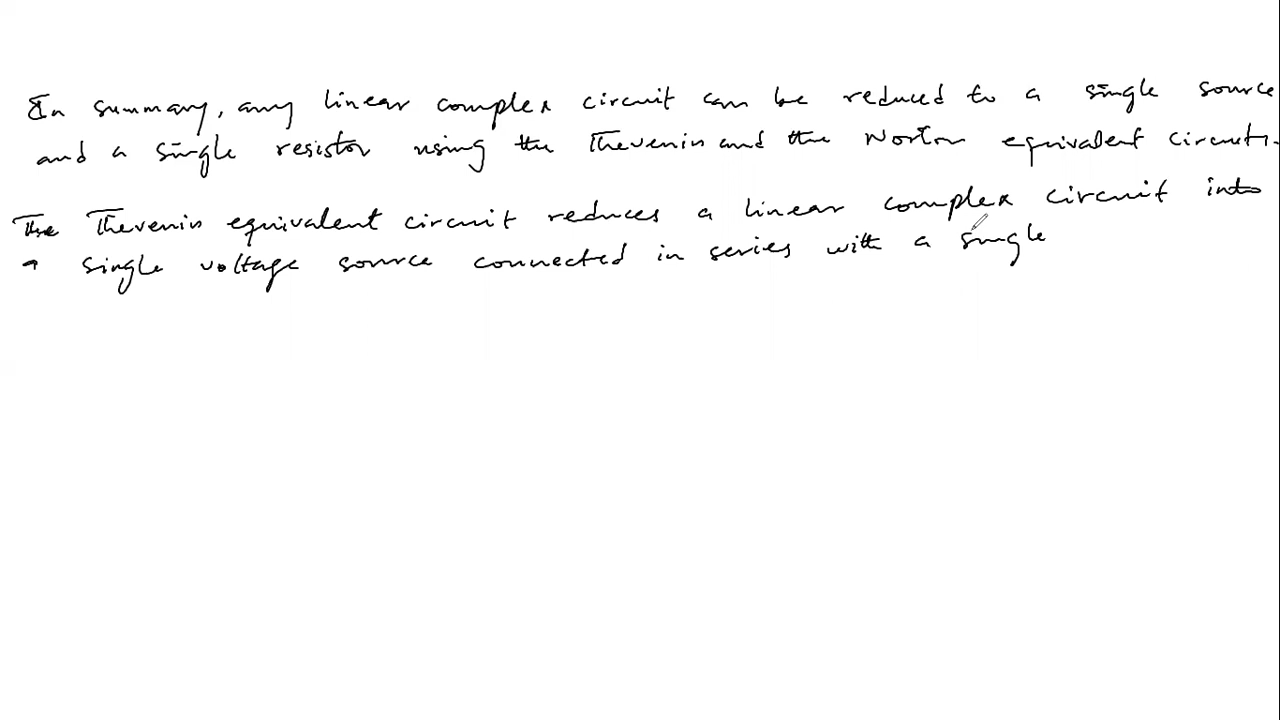 In summary, any linear complex circuit can be reduced to a single source
and a single resistor using the Thevenin and the Norton equivalent circuits.
The Thevenin equivalent circuit reduces a linear complex circuit into
a single voltage source connected in series with a single